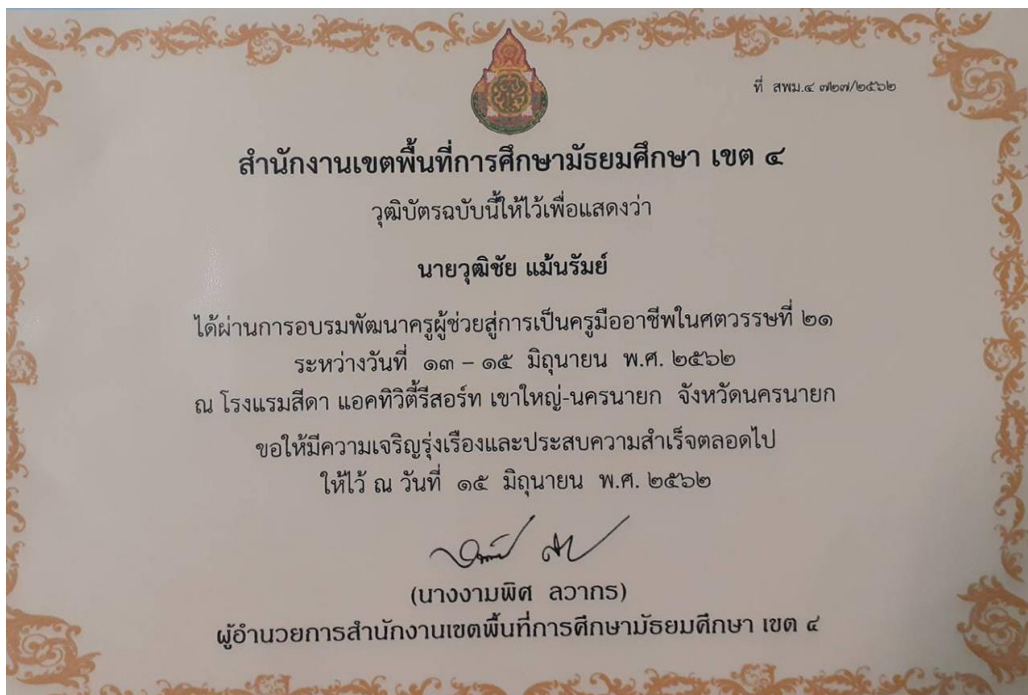 ที่ สพม.๔ ๗๒๗/๒๕๖๒
สำนักงานเขตพื้นที่การศึกษามัธยมศึกษา เขต ๔
วุฒิบัตรฉบับนี้ให้ไว้เพื่อแสดงว่า
นายวุฒิชัย แม้นรัมย์
ได้ผ่านการอบรมพัฒนาครูผู้ช่วยสู่การเป็นครูมืออาชีพในศตวรรษที่ ๒๑
ระหว่างวันที่ ๑๓ – ๑๕ มิถุนายน พ.ศ. ๒๕๖๒
ณ โรงแรมสีดา แอคทิวิตี้รีสอร์ท เขาใหญ่-นครนายก จังหวัดนครนายก
ขอให้มีความเจริญรุ่งเรืองและประสบความสำเร็จตลอดไป
ให้ไว้ ณ วันที่ ๑๕ มิถุนายน พ.ศ. ๒๕๖๒
(นางงามพิศ ลวากร)
ผู้อำนวยการสำนักงานเขตพื้นที่การศึกษามัธยมศึกษา เขต ๔